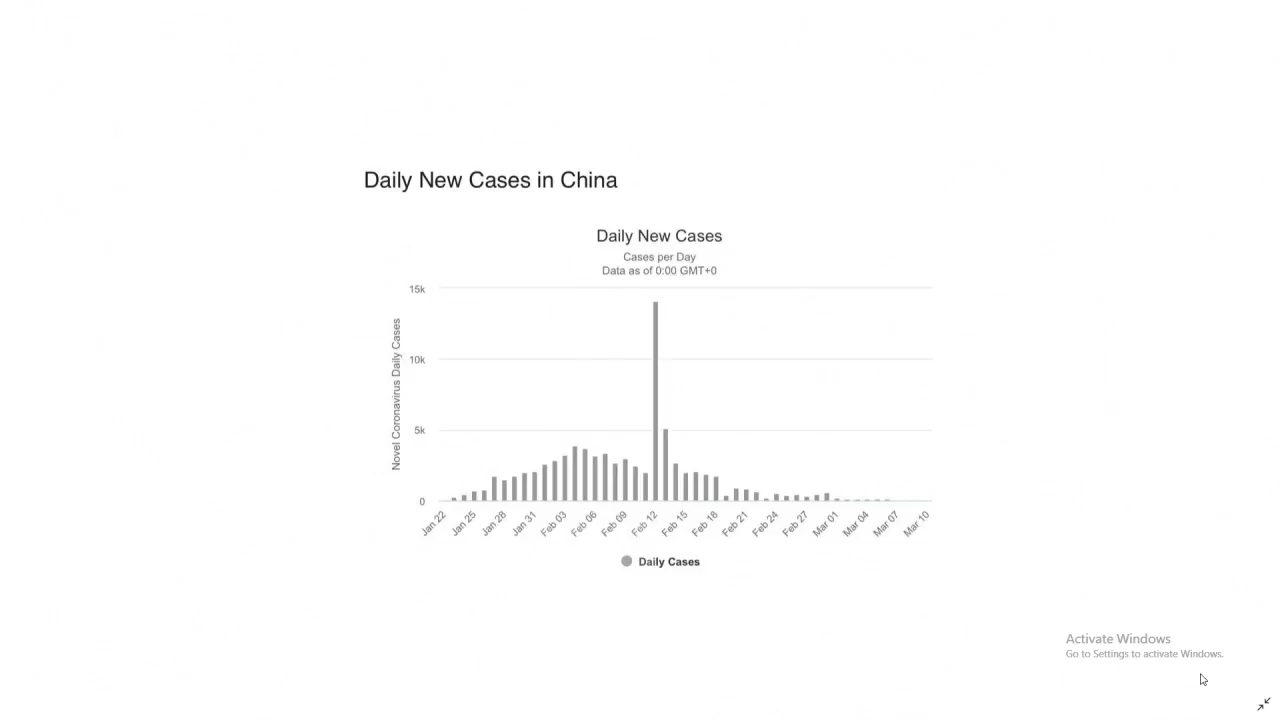 Daily New Cases in China
Daily New Cases
Cases per Day
Data as of 0:00 GMT+0
15k
10k
5k
0
Novel Coronavirus Daily Cases
Jan 22
Jan 25
Jan 28
Jan 31
Feb 03
Feb 06
Feb 09
Feb 12
Feb 15
Feb 18
Feb 21
Feb 24
Feb 27
Mar 01
Mar 04
Mar 07
Mar 10
Daily Cases
Activate Windows
Go to Settings to activate Windows.